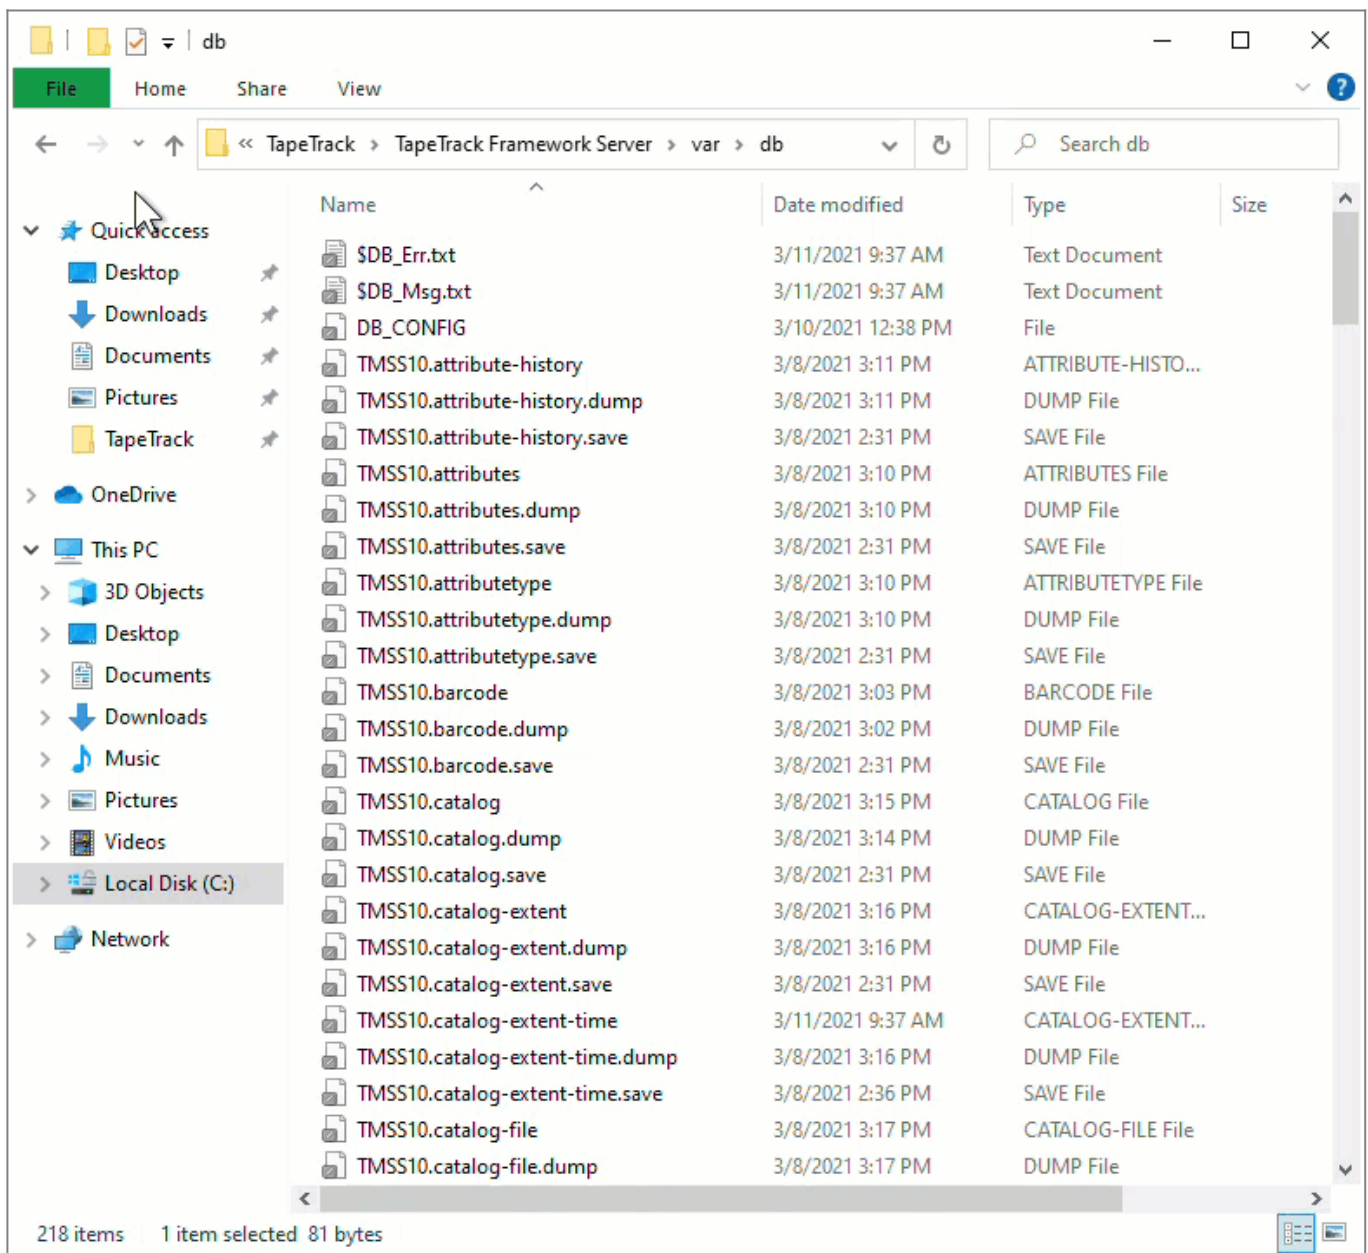 db
File Home Share View ?
« TapeTrack > TapeTrack Framework Server > var > db Search db
Name Date modified Type Size
Quick access
Desktop
Downloads
Documents
Pictures
TapeTrack
OneDrive
This PC
3D Objects
Desktop
Documents
Downloads
Music
Pictures
Videos
Local Disk (C:)
Network
$DB_Err.txt 3/11/2021 9:37 AM Text Document
$DB_Msg.txt 3/11/2021 9:37 AM Text Document
DB_CONFIG 3/10/2021 12:38 PM File
TMSS10.attribute-history 3/8/2021 3:11 PM ATTRIBUTE-HISTO...
TMSS10.attribute-history.dump 3/8/2021 3:11 PM DUMP File
TMSS10.attribute-history.save 3/8/2021 2:31 PM SAVE File
TMSS10.attributes 3/8/2021 3:10 PM ATTRIBUTES File
TMSS10.attributes.dump 3/8/2021 3:10 PM DUMP File
TMSS10.attributes.save 3/8/2021 2:31 PM SAVE File
TMSS10.attributetype 3/8/2021 3:10 PM ATTRIBUTETYPE File
TMSS10.attributetype.dump 3/8/2021 3:10 PM DUMP File
TMSS10.attributetype.save 3/8/2021 2:31 PM SAVE File
TMSS10.barcode 3/8/2021 3:03 PM BARCODE File
TMSS10.barcode.dump 3/8/2021 3:02 PM DUMP File
TMSS10.barcode.save 3/8/2021 2:31 PM SAVE File
TMSS10.catalog 3/8/2021 3:15 PM CATALOG File
TMSS10.catalog.dump 3/8/2021 3:14 PM DUMP File
TMSS10.catalog.save 3/8/2021 2:31 PM SAVE File
TMSS10.catalog-extent 3/8/2021 3:16 PM CATALOG-EXTENT...
TMSS10.catalog-extent.dump 3/8/2021 3:16 PM DUMP File
TMSS10.catalog-extent.save 3/8/2021 2:31 PM SAVE File
TMSS10.catalog-extent-time 3/11/2021 9:37 AM CATALOG-EXTENT...
TMSS10.catalog-extent-time.dump 3/8/2021 3:16 PM DUMP File
TMSS10.catalog-extent-time.save 3/8/2021 2:36 PM SAVE File
TMSS10.catalog-file 3/8/2021 3:17 PM CATALOG-FILE File
TMSS10.catalog-file.dump 3/8/2021 3:17 PM DUMP File
218 items 1 item selected 81 bytes